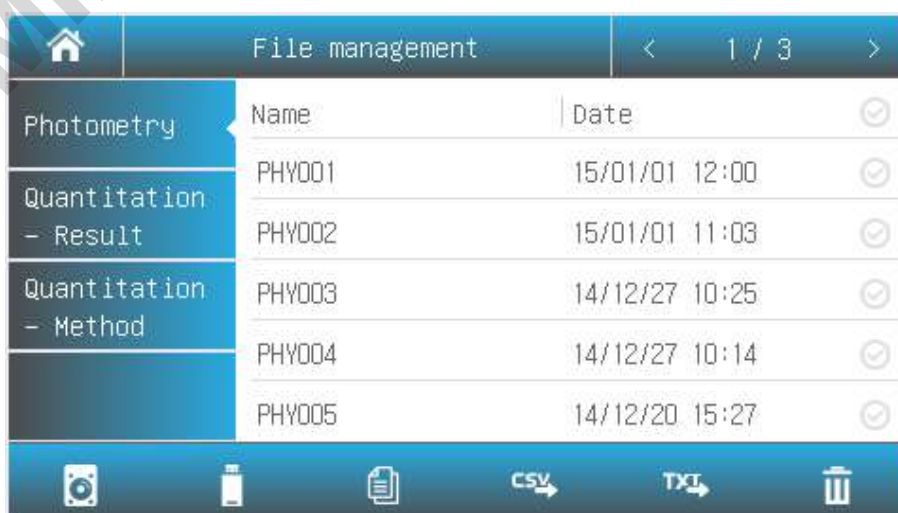 File management
< 1 / 3 >
Photometry
Quantitation
- Result
Quantitation
- Method
Name Date
PHY001 15/01/01 12:00
PHY002 15/01/01 11:03
PHY003 14/12/27 10:25
PHY004 14/12/27 10:14
PHY005 14/12/20 15:27
CSV TXT